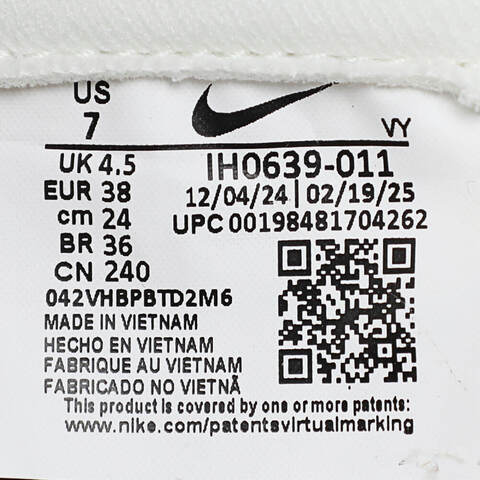 US
7
VY
UK 4.5
IH0639-011
EUR 38
12/04/24 | 02/19/25
cm 24
UPC 00198481704262
BR 36
CN 240
042VHBPBTD2M6
MADE IN VIETNAM
HECHO EN VIETNAM
FABRIQUE AU VIETNAM
FABRICADO NO VIETNÃ
This product is covered by one or more patents:
www.nike.com/patentsvirtualmarking